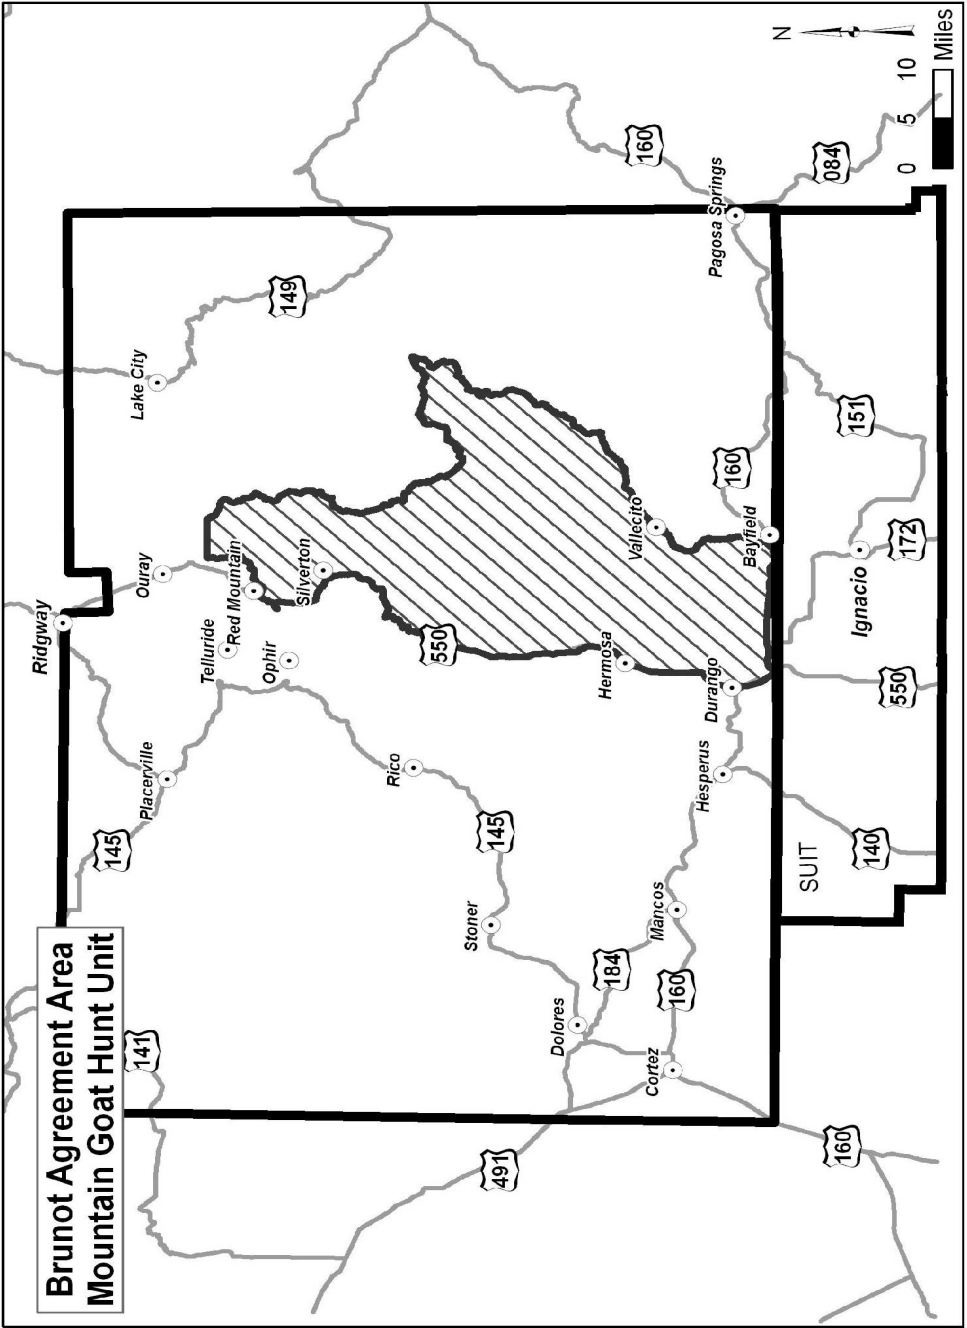 Brunot Agreement Area
Mountain Goat Hunt Unit
Ridgway
Lake City
Ouray
145
Placerville
141
Telluride
Red Mountain
Ophir
Silverton
149
Rico
550
145
Stoner
491
Dolores
184
Hermosa
Vallecito
160
Cortez
160
Mancos
Hesperus
Durango
160
Bayfield
Pagosa Springs
N
SUIT
160
140
550
Ignacio
172
151
084
0 5 10
Miles